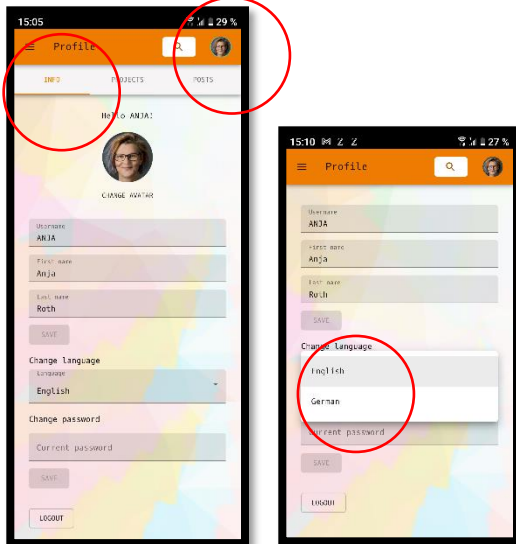 15:05 29 %
Profile
INFO PROJECTS POSTS
Hello ANJA!
CHANGE AVATAR
Username
ANJA
First name
Anja
Last name
Roth
SAVE
Change language
Language
English
Change password
Current password
SAVE
LOGOUT
15:10 27 %
Profile
Username
ANJA
First name
Anja
Last name
Roth
SAVE
Change language
English
German
Current password
SAVE
LOGOUT